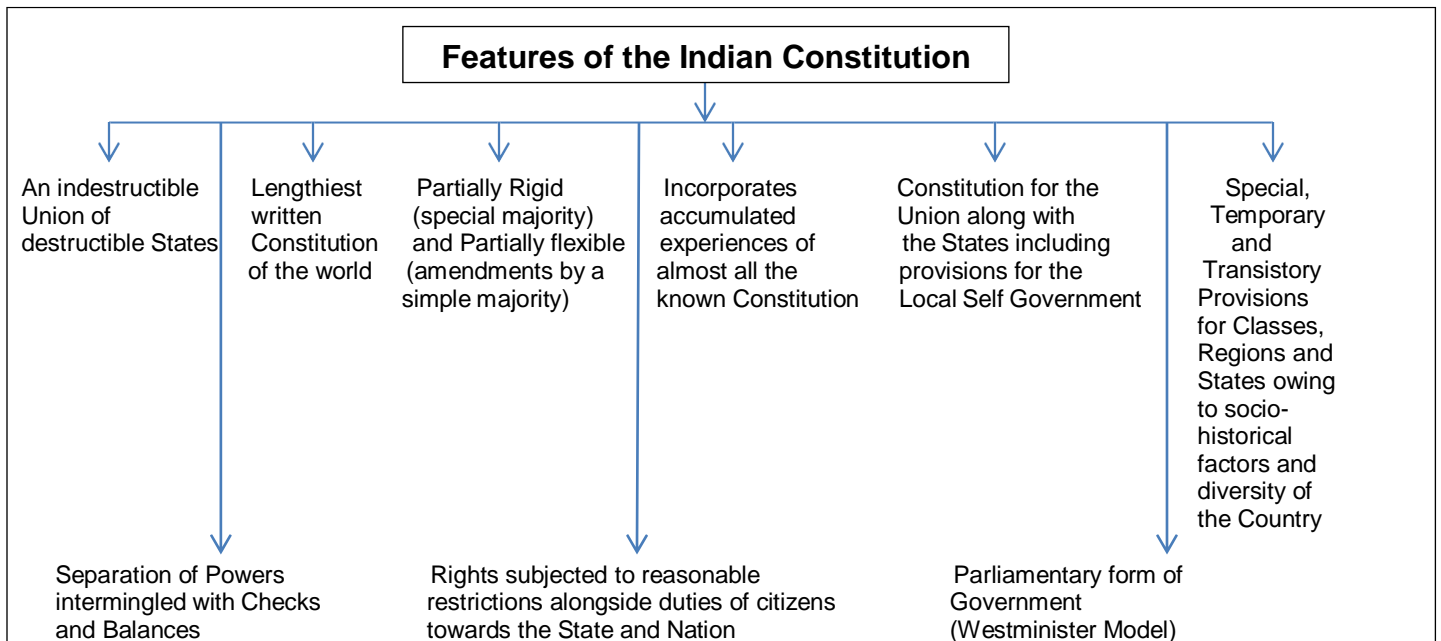 Features of the Indian Constitution
An indestructible
Union of
destructible States
Lengthiest
written
Constitution
of the world
Partially Rigid
(special majority)
and Partially flexible
(amendments by a
simple majority)
Incorporates
accumulated
experiences of
almost all the
known Constitution
Constitution for the
Union along with
the States including
provisions for the
Local Self Government
Special,
Temporary
and
Transistory
Provisions
for Classes,
Regions and
States owing
to socio-
historical
factors and
diversity of
the Country
Separation of Powers
intermingled with Checks
and Balances
Rights subjected to reasonable
restrictions alongside duties of citizens
towards the State and Nation
Parliamentary form of
Government
(Westminister Model)